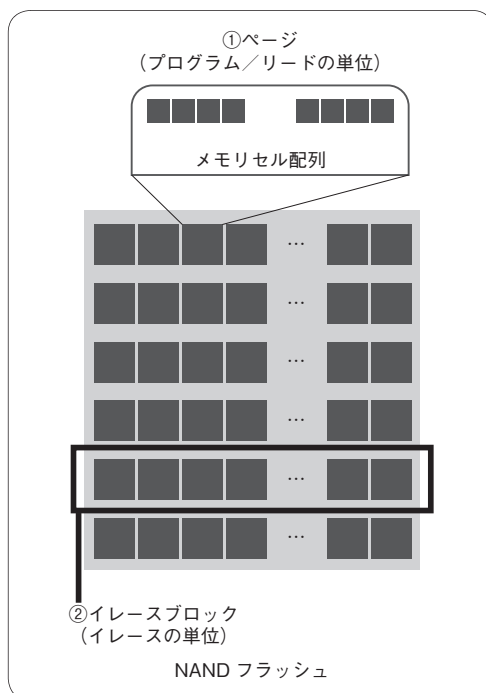 ①ページ
（プログラム／リードの単位）
メモリセル配列
…
…
…
…
…
…
②イレースブロック
（イレースの単位）
NAND フラッシュ